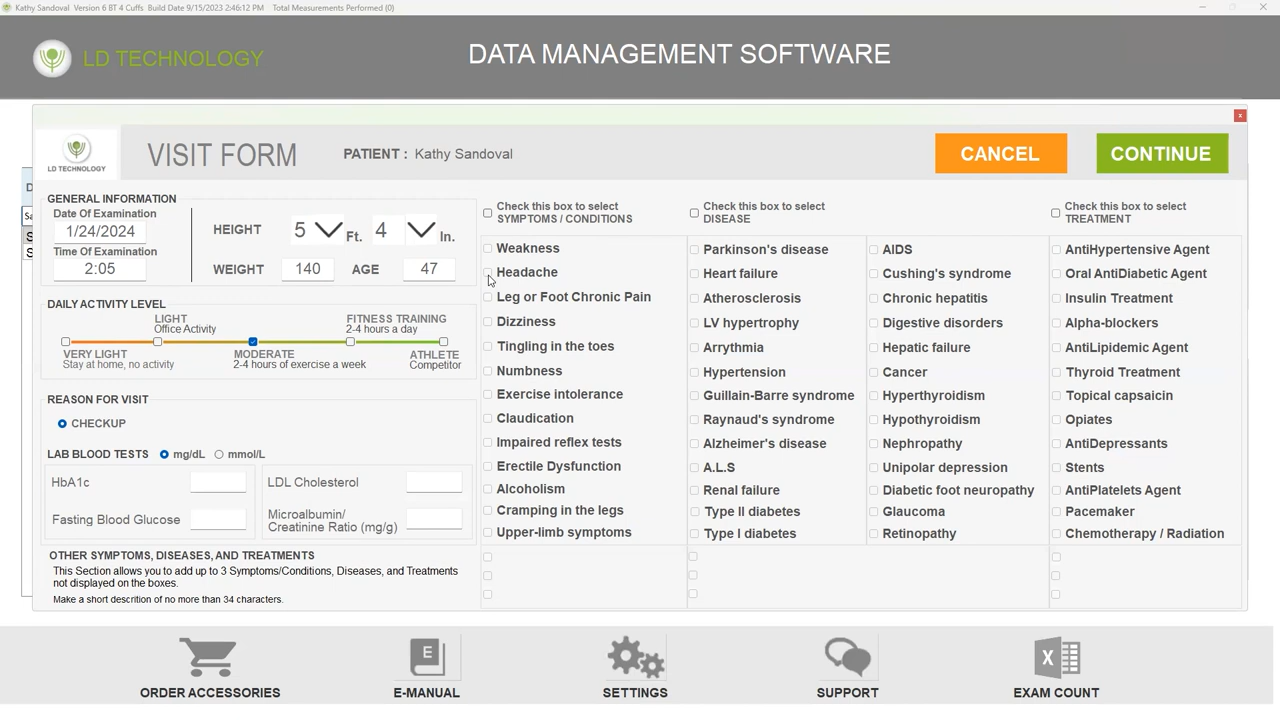 Kathy Sandoval Version 6 BT 4 Cuffs Build Date 9/15/2023 2:46:12 PM Total Measurements Performed (0)
LD TECHNOLOGY
DATA MANAGEMENT SOFTWARE
LD TECHNOLOGY
VISIT FORM
PATIENT : Kathy Sandoval
CANCEL
CONTINUE
GENERAL INFORMATION
Date Of Examination
1/24/2024
Time Of Examination
2:05
HEIGHT 5 Ft. 4 In.
WEIGHT 140 AGE 47
DAILY ACTIVITY LEVEL
LIGHT
Office Activity
FITNESS TRAINING
2-4 hours a day
VERY LIGHT
Stay at home, no activity
MODERATE
2-4 hours of exercise a week
ATHLETE
Competitor
REASON FOR VISIT
CHECKUP
LAB BLOOD TESTS mg/dL mmol/L
HbA1c
Fasting Blood Glucose
LDL Cholesterol
Microalbumin/
Creatinine Ratio (mg/g)
OTHER SYMPTOMS, DISEASES, AND TREATMENTS
This Section allows you to add up to 3 Symptoms/Conditions, Diseases, and Treatments
not displayed on the boxes.
Make a short descrition of no more than 34 characters.
Check this box to select
SYMPTOMS / CONDITIONS
Weakness
Headache
Leg or Foot Chronic Pain
Dizziness
Tingling in the toes
Numbness
Exercise intolerance
Claudication
Impaired reflex tests
Erectile Dysfunction
Alcoholism
Cramping in the legs
Upper-limb symptoms
Check this box to select
DISEASE
Parkinson's disease
Heart failure
Atherosclerosis
LV hypertrophy
Arrythmia
Hypertension
Guillain-Barre syndrome
Raynaud's syndrome
Alzheimer's disease
A.L.S
Renal failure
Type II diabetes
Type I diabetes
AIDS
Cushing's syndrome
Chronic hepatitis
Digestive disorders
Hepatic failure
Cancer
Hyperthyroidism
Hypothyroidism
Nephropathy
Unipolar depression
Diabetic foot neuropathy
Glaucoma
Retinopathy
Check this box to select
TREATMENT
AntiHypertensive Agent
Oral AntiDiabetic Agent
Insulin Treatment
Alpha-blockers
AntiLipidemic Agent
Thyroid Treatment
Topical capsaicin
Opiates
AntiDepressants
Stents
AntiPlatelets Agent
Pacemaker
Chemotherapy / Radiation
ORDER ACCESSORIES
E
E-MANUAL
SETTINGS
SUPPORT
X
EXAM COUNT